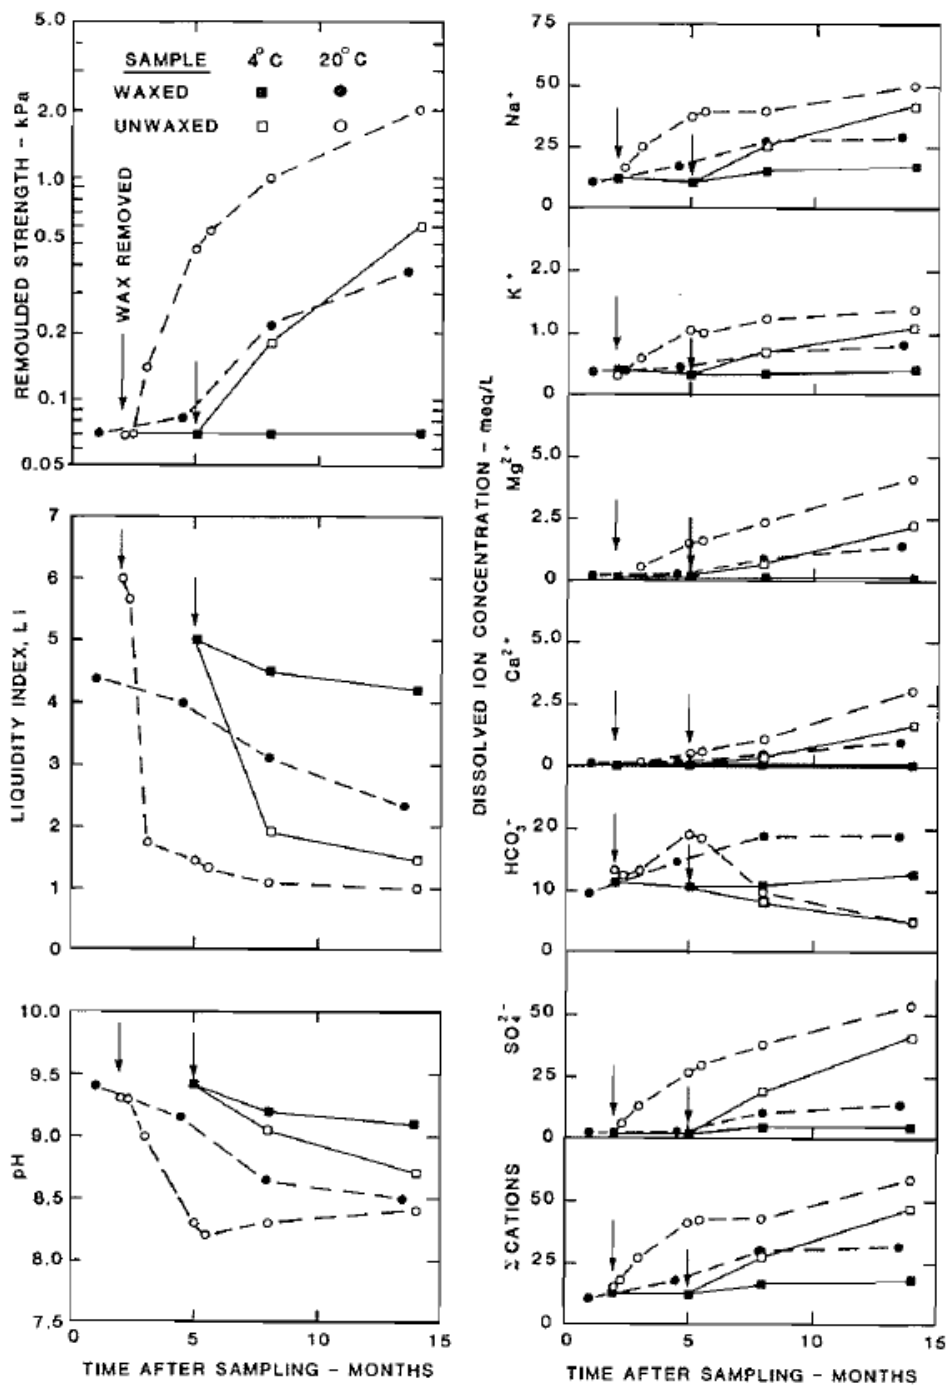 REMOULDED STRENGTH – kPa
5.0
2.0
1.0
0.5
0.2
0.1
0.05
SAMPLE 4°C 20°C
WAXED
UNWAXED
WAX REMOVED
LIQUIDITY INDEX, LI
7
6
5
4
3
2
1
0
pH
10.0
9.5
9.0
8.5
8.0
7.5
0 5 10 15
TIME AFTER SAMPLING – MONTHS
DISSOLVED ION CONCENTRATION – meq/L
Na⁺
75
50
25
0
K⁺
2.0
1.0
0
Mg²⁺
5.0
2.5
0
Ca²⁺
5.0
2.5
0
HCO₃⁻
20
10
0
SO₄²⁻
50
25
0
Σ CATIONS
50
25
0
0 5 10 15
TIME AFTER SAMPLING – MONTHS